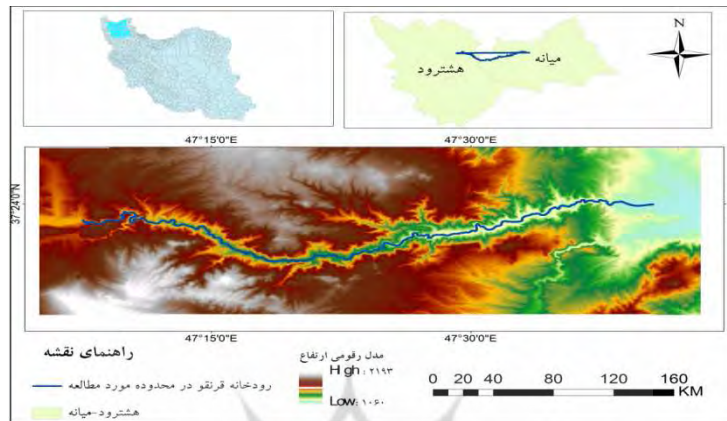 میانه
هشترود
N
47°15'0"E 47°30'0"E
37°24'0"N
47°15'0"E 47°30'0"E
راهنمای نقشه
رودخانه قرنقو در محدوده مورد مطالعه
هشترود-میانه
مدل رقومی ارتفاع
High : ۲۱۹۳
Low : ۱۰۶۰
0 20 40 80 120 160
KM